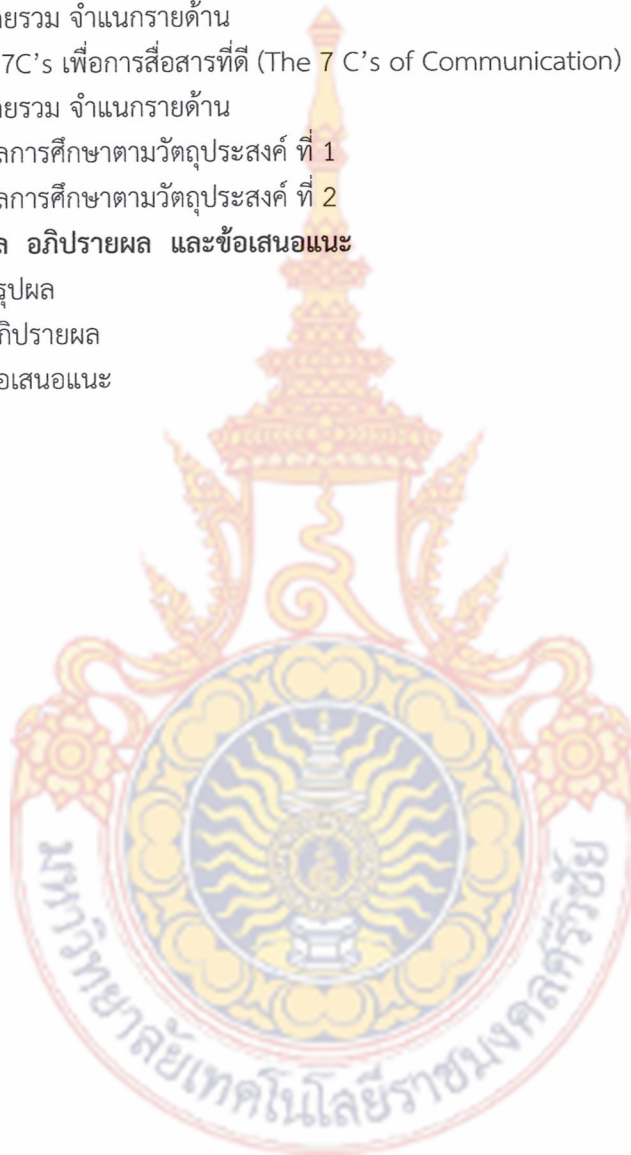 ายรวม จำแนกรายด้าน
7C's เพื่อการสื่อสารที่ดี (The 7 C's of Communication)
ายรวม จำแนกรายด้าน
ลการศึกษาตามวัตถุประสงค์ ที่ 1
ลการศึกษาตามวัตถุประสงค์ ที่ 2
ล อภิปรายผล และข้อเสนอแนะ
รุปผล
ภิปรายผล
อเสนอแนะ
มหาวิทยาลัยเทคโนโลยีราชมงคลศรีวิชัย